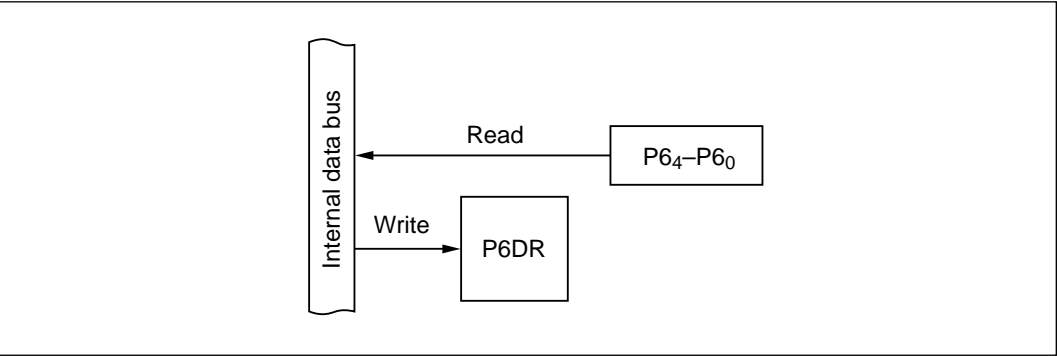 Internal data bus
Read
P6₄–P6₀
Write
P6DR